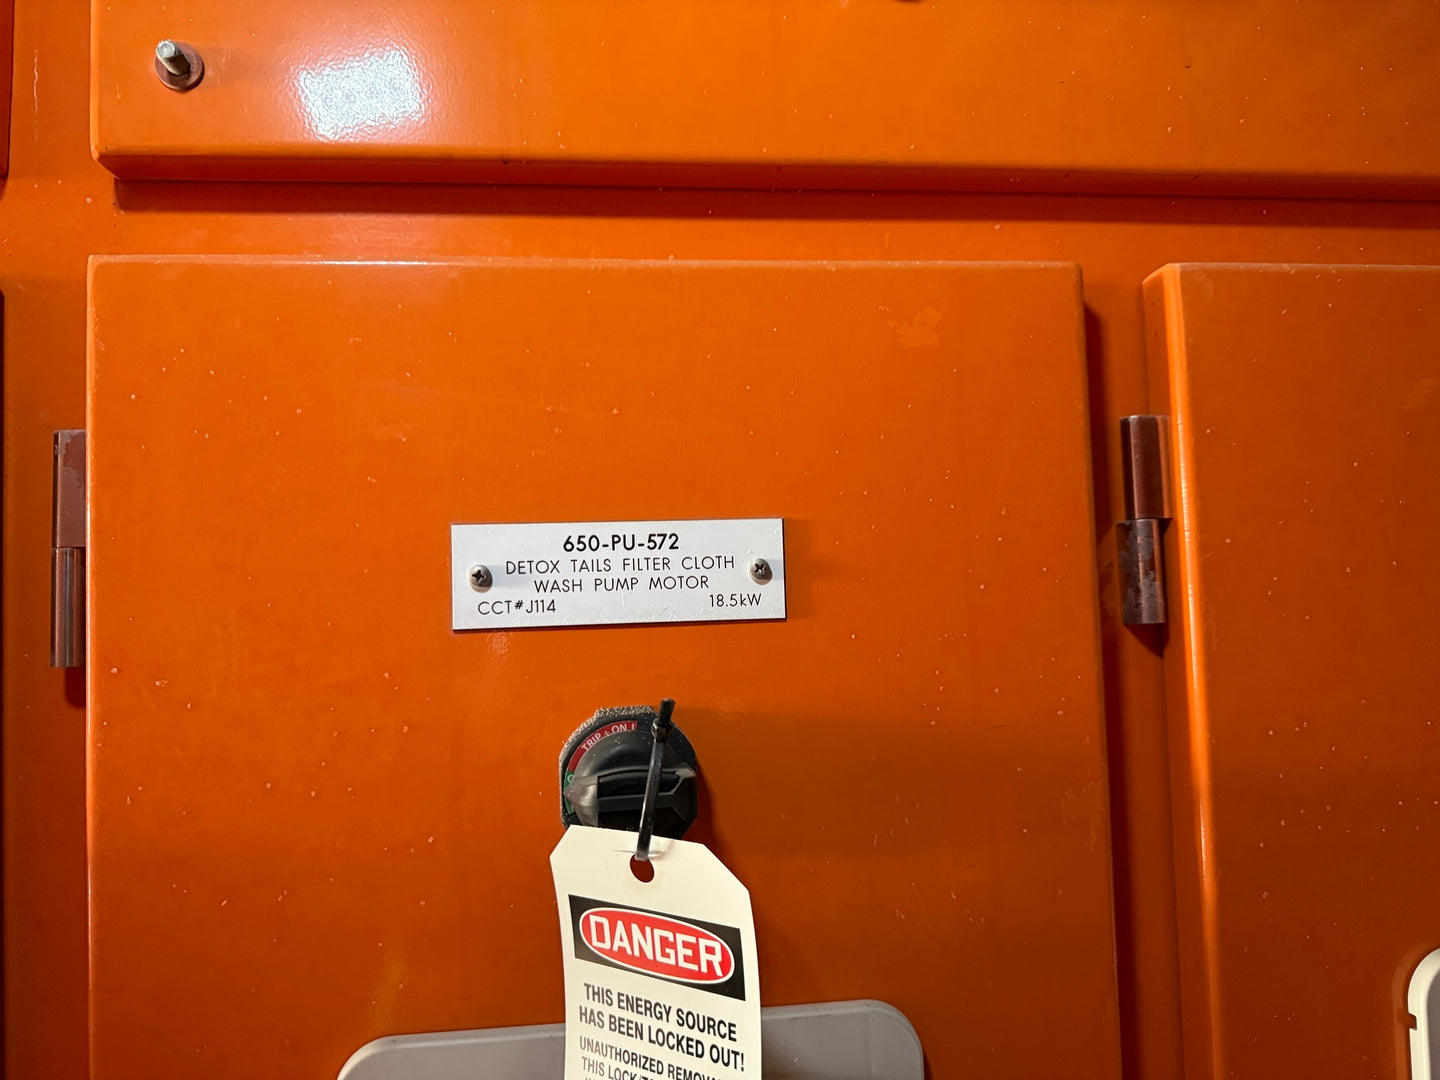 650-PU-572
DETOX TAILS FILTER CLOTH
WASH PUMP MOTOR
CCT#J114 18.5kW
TRIP + ON I
DANGER
THIS ENERGY SOURCE
HAS BEEN LOCKED OUT!
UNAUTHORIZED
THIS